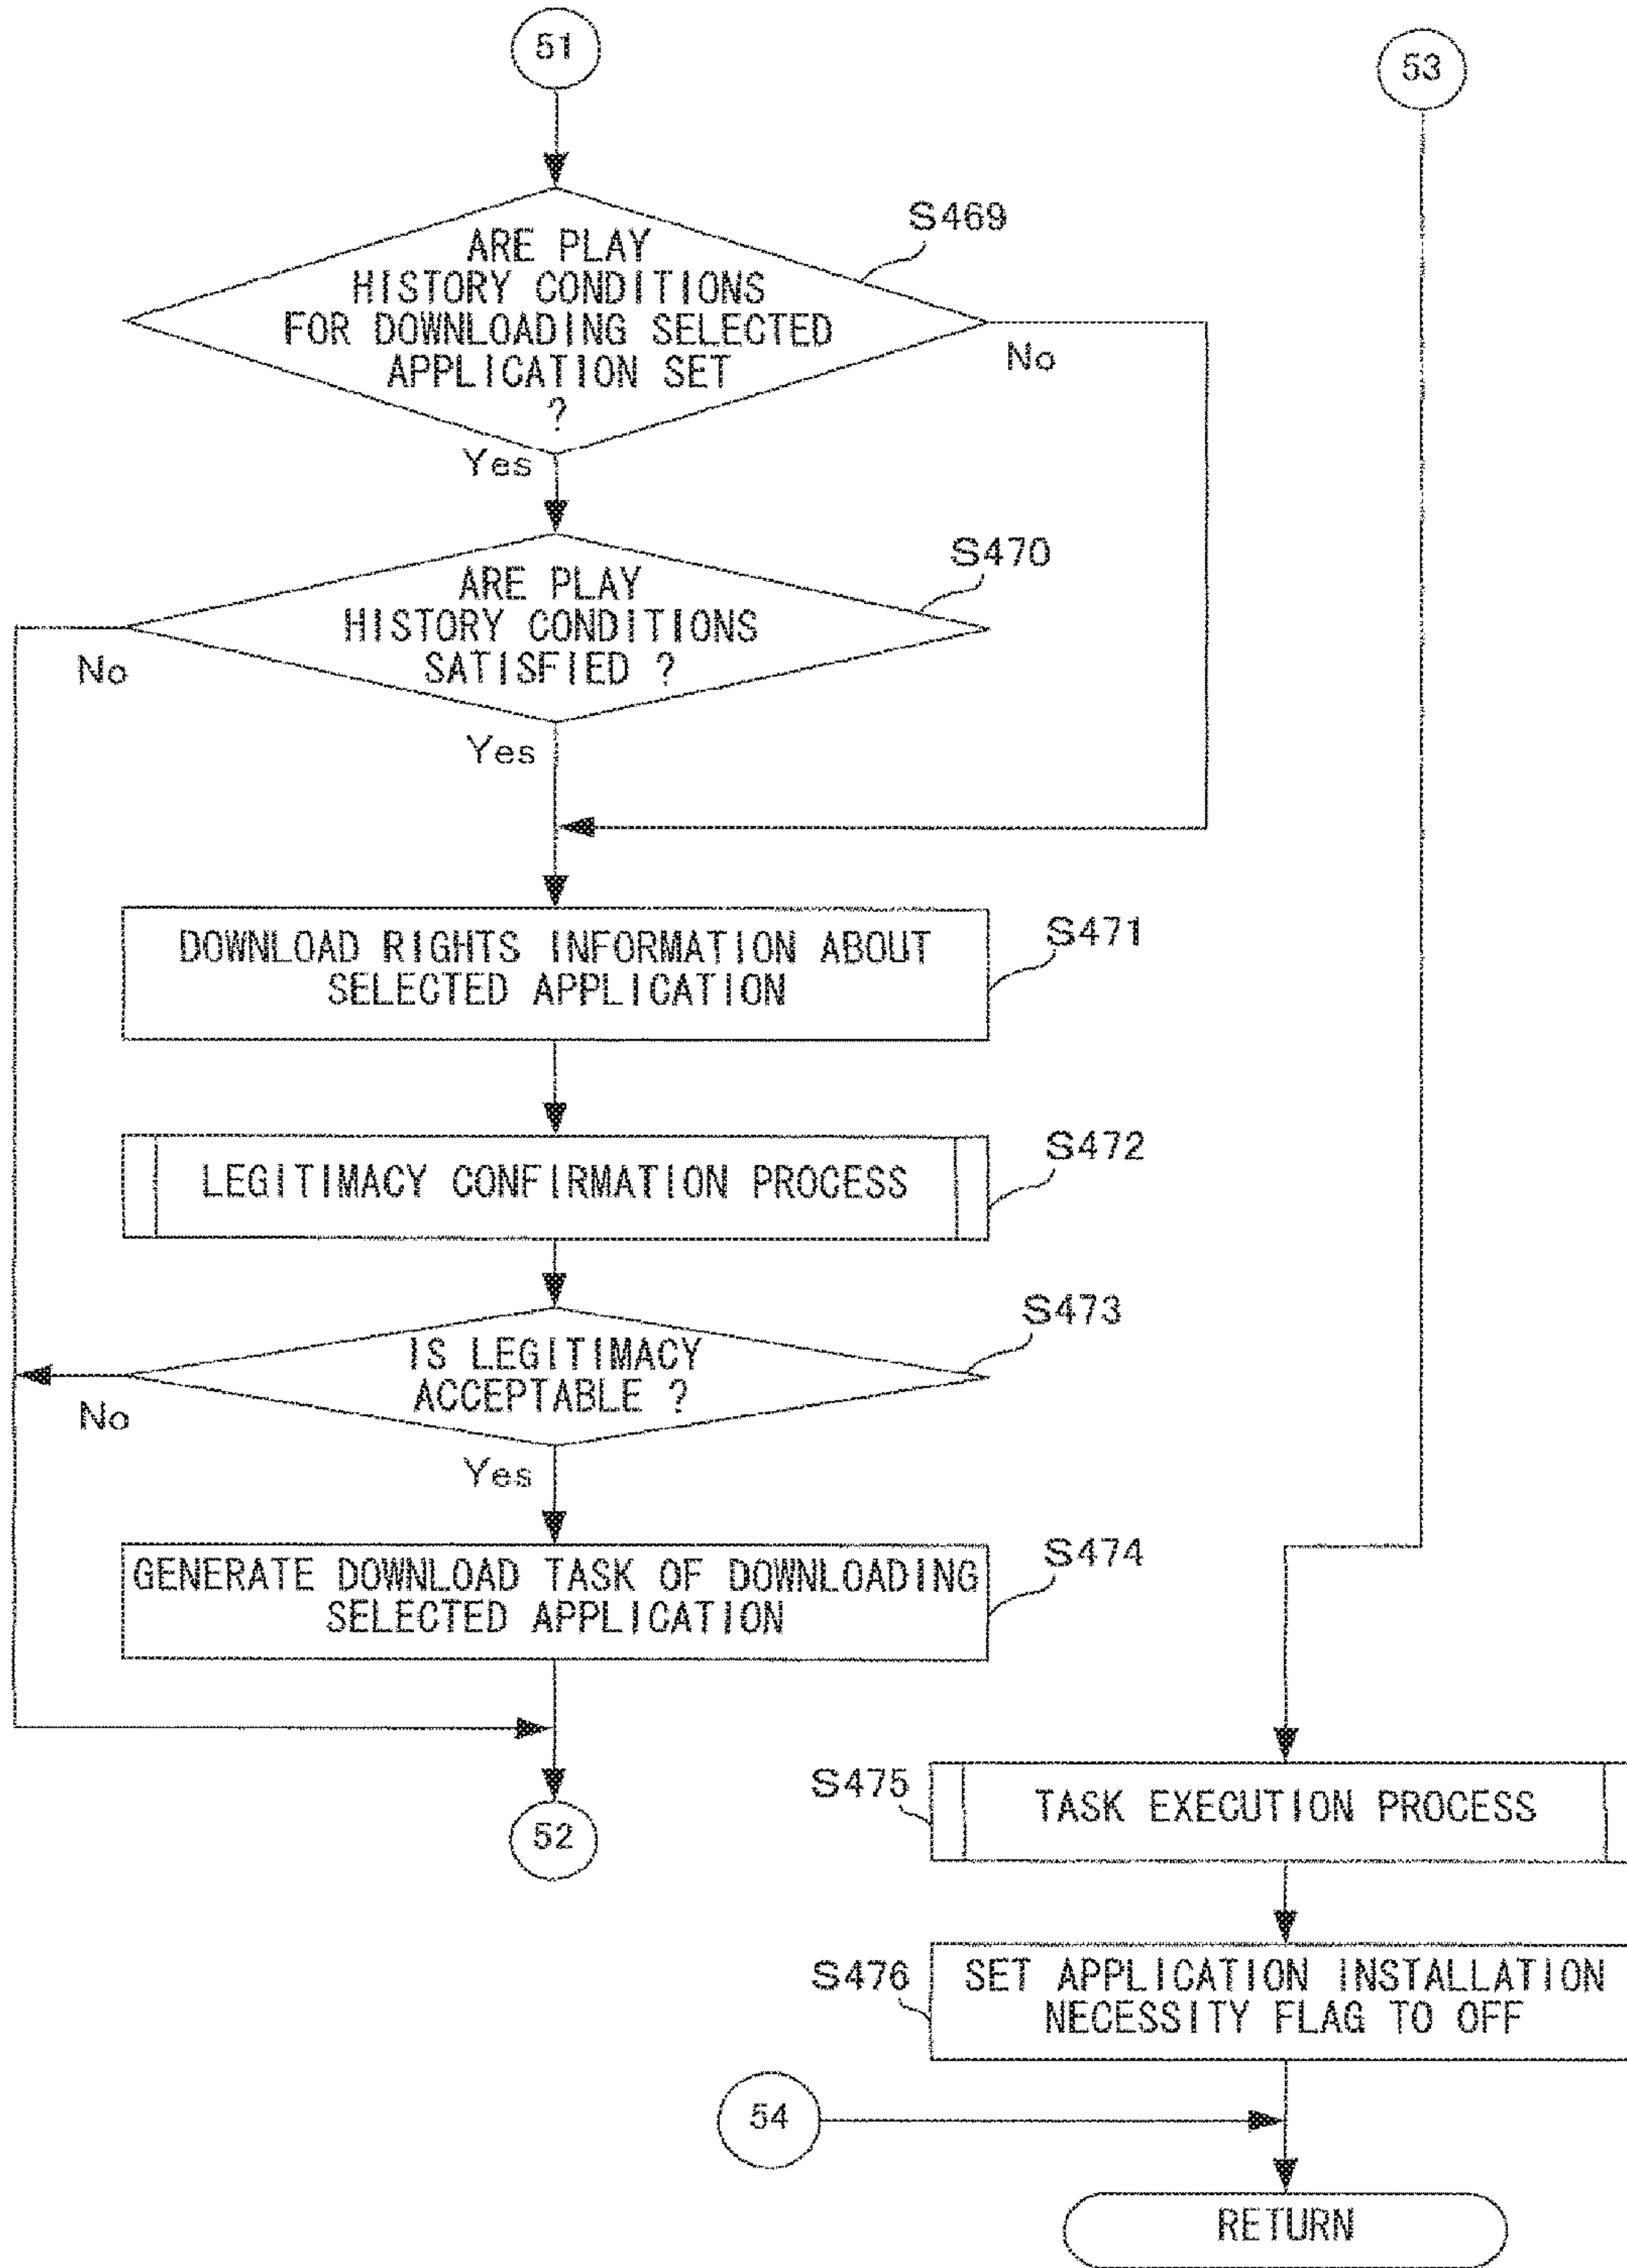 51
53
S469
ARE PLAY
HISTORY CONDITIONS
FOR DOWNLOADING SELECTED
APPLICATION SET
?
No
Yes
S470
ARE PLAY
HISTORY CONDITIONS
SATISFIED ?
No
Yes
S471
DOWNLOAD RIGHTS INFORMATION ABOUT
SELECTED APPLICATION
S472
LEGITIMACY CONFIRMATION PROCESS
S473
IS LEGITIMACY
ACCEPTABLE ?
No
Yes
S474
GENERATE DOWNLOAD TASK OF DOWNLOADING
SELECTED APPLICATION
52
S475
TASK EXECUTION PROCESS
S476
SET APPLICATION INSTALLATION
NECESSITY FLAG TO OFF
54
RETURN